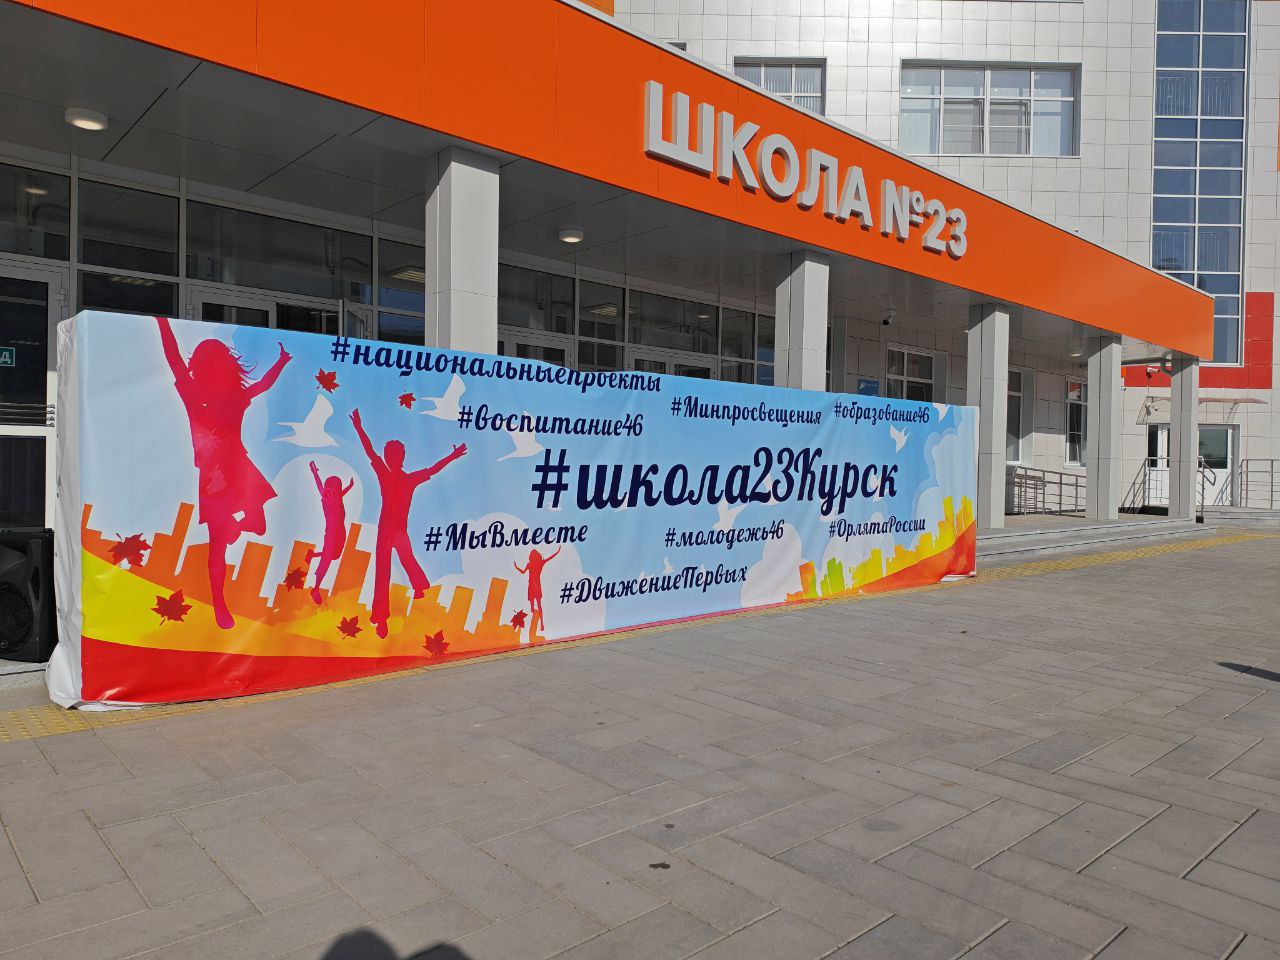 ШКОЛА №23
#национальныепроекты
#воспитание46
#Минпросвещения
#образование46
#школа23Курск
#МыВместе
#молодежь46
#ОрлятаРоссии
#ДвижениеПервых